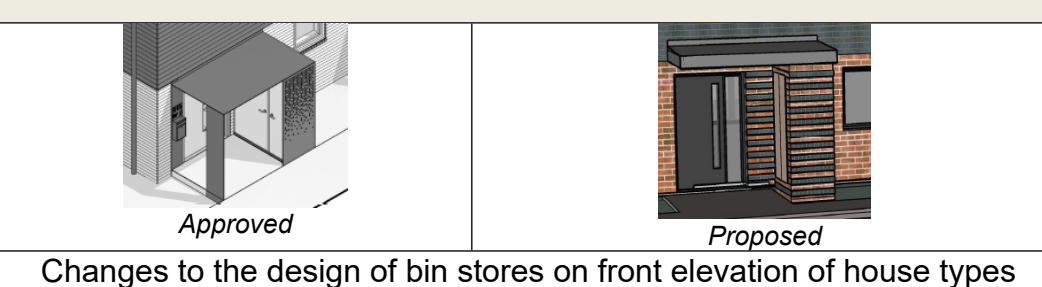 Approved
Proposed
Changes to the design of bin stores on front elevation of house types